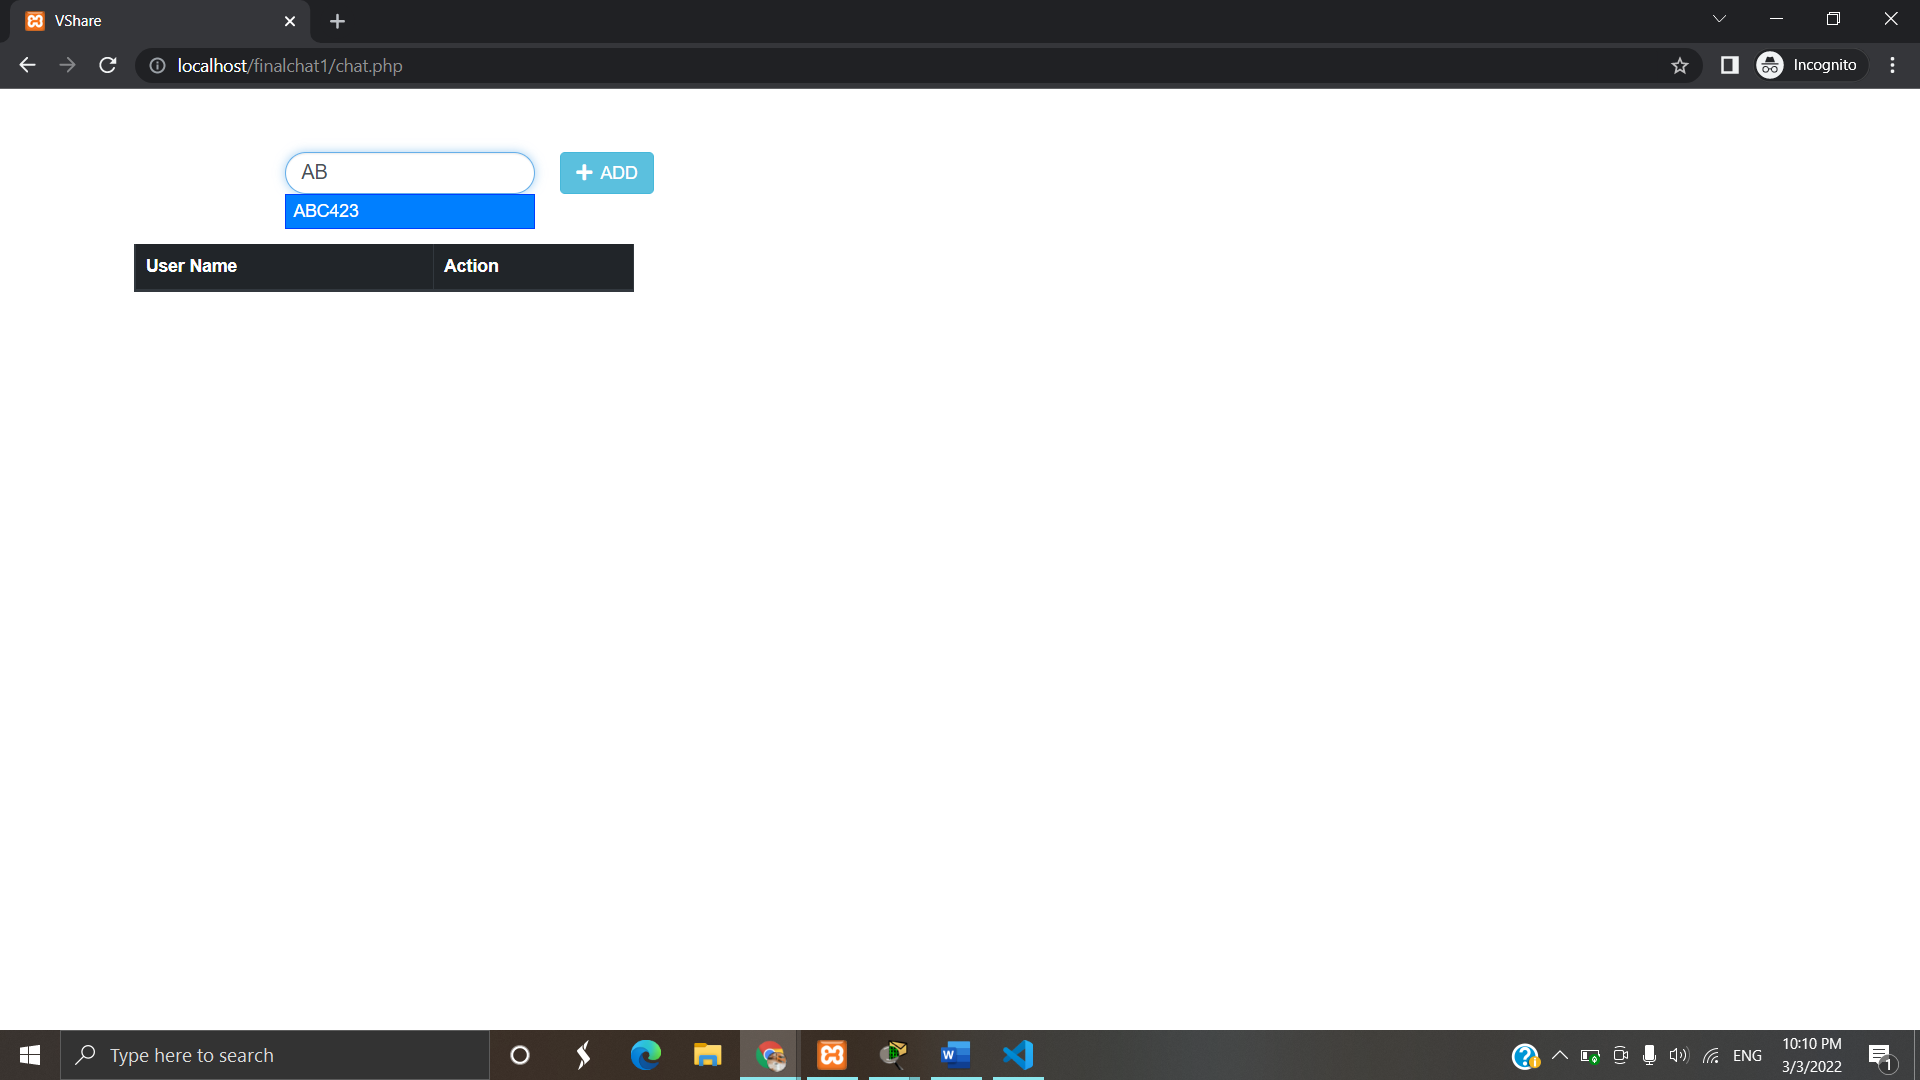 VShare
localhost/finalchat1/chat.php
Incognito
AB
ADD
ABC423
User Name Action
Type here to search
ENG
10:10 PM
3/3/2022
1